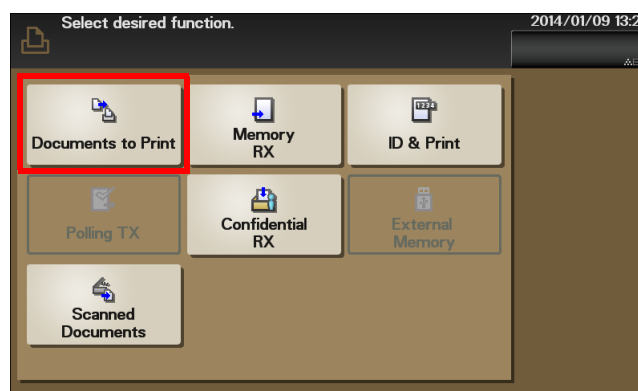 Select desired function.
2014/01/09 13:2
Documents to Print
Memory
RX
ID & Print
Polling TX
Confidential
RX
External
Memory
Scanned
Documents